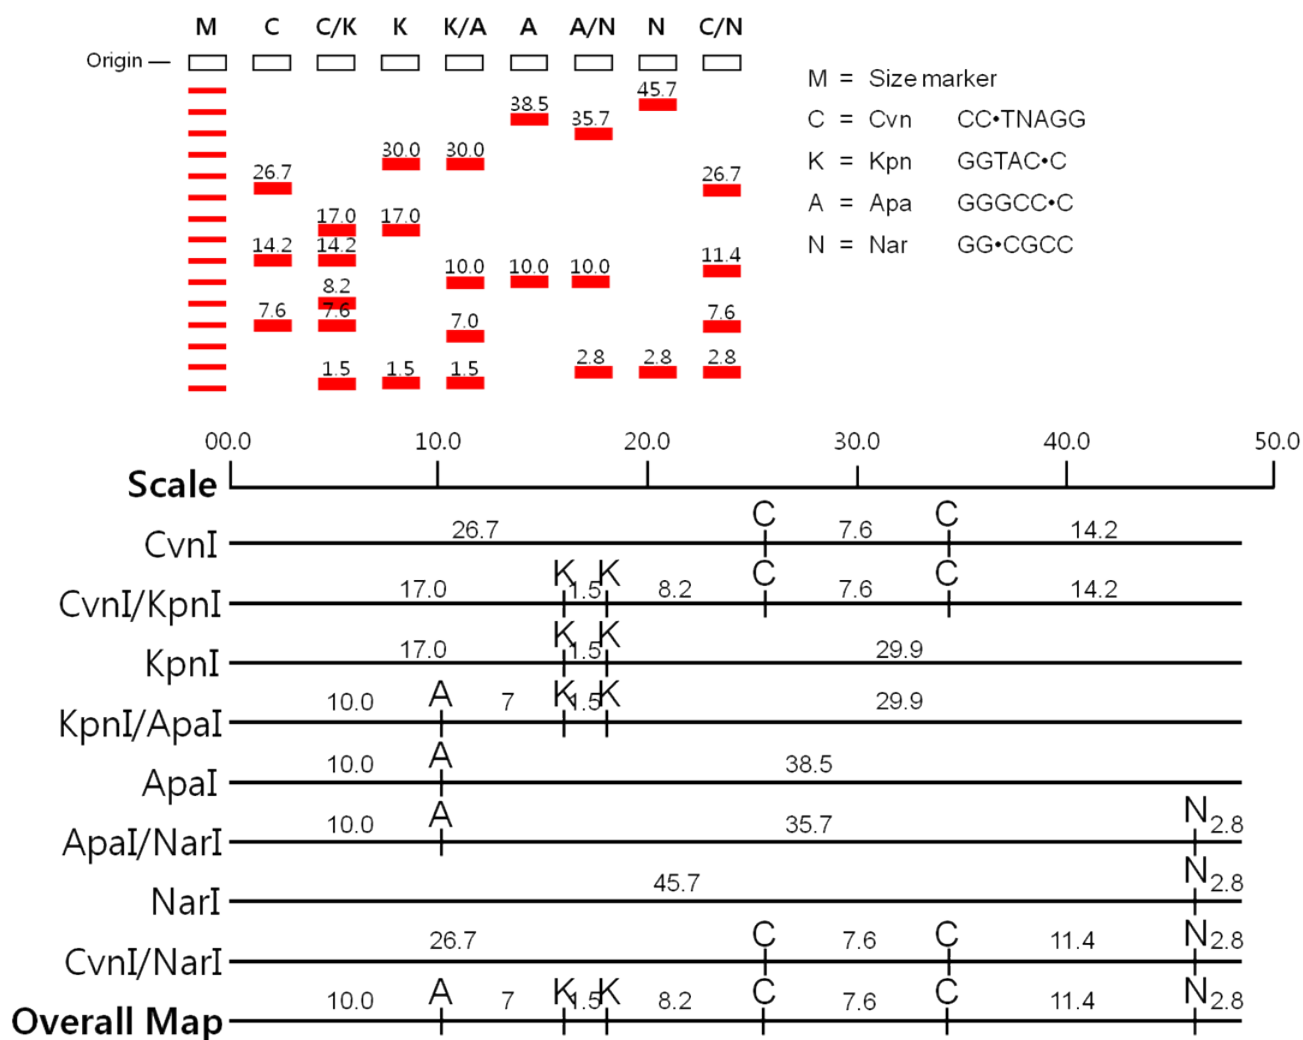 M C C/K K K/A A A/N N C/N
Origin
45.7
38.5
35.7
30.0 30.0
26.7 26.7
17.0 17.0
14.2 14.2
11.4
10.0 10.0 10.0
8.2
7.6 7.6 7.6
7.0
2.8 2.8 2.8
1.5 1.5 1.5
M = Size marker
C = Cvn CC•TNAGG
K = Kpn GGTAC•C
A = Apa GGGCC•C
N = Nar GG•CGCC
00.0 10.0 20.0 30.0 40.0 50.0
Scale
CvnI 26.7 C 7.6 C 14.2
CvnI/KpnI 17.0 K 1.5 K 8.2 C 7.6 C 14.2
KpnI 17.0 K 1.5 K 29.9
KpnI/ApaI 10.0 A 7 K 1.5 K 29.9
ApaI 10.0 A 38.5
ApaI/NarI 10.0 A 35.7 N 2.8
NarI 45.7 N 2.8
CvnI/NarI 26.7 C 7.6 C 11.4 N 2.8
Overall Map 10.0 A 7 K 1.5 K 8.2 C 7.6 C 11.4 N 2.8